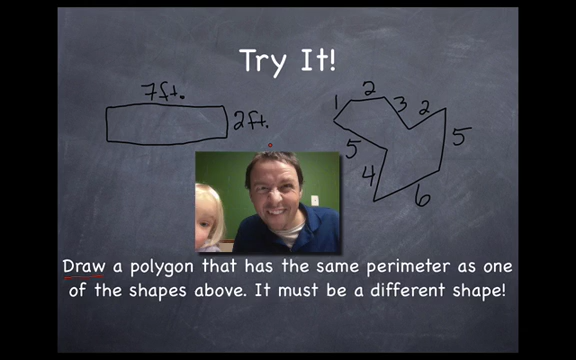 Try It!
7ft.
2ft.
1 2 3 2 5 6 4 5
Draw a polygon that has the same perimeter as one
of the shapes above. It must be a different shape!